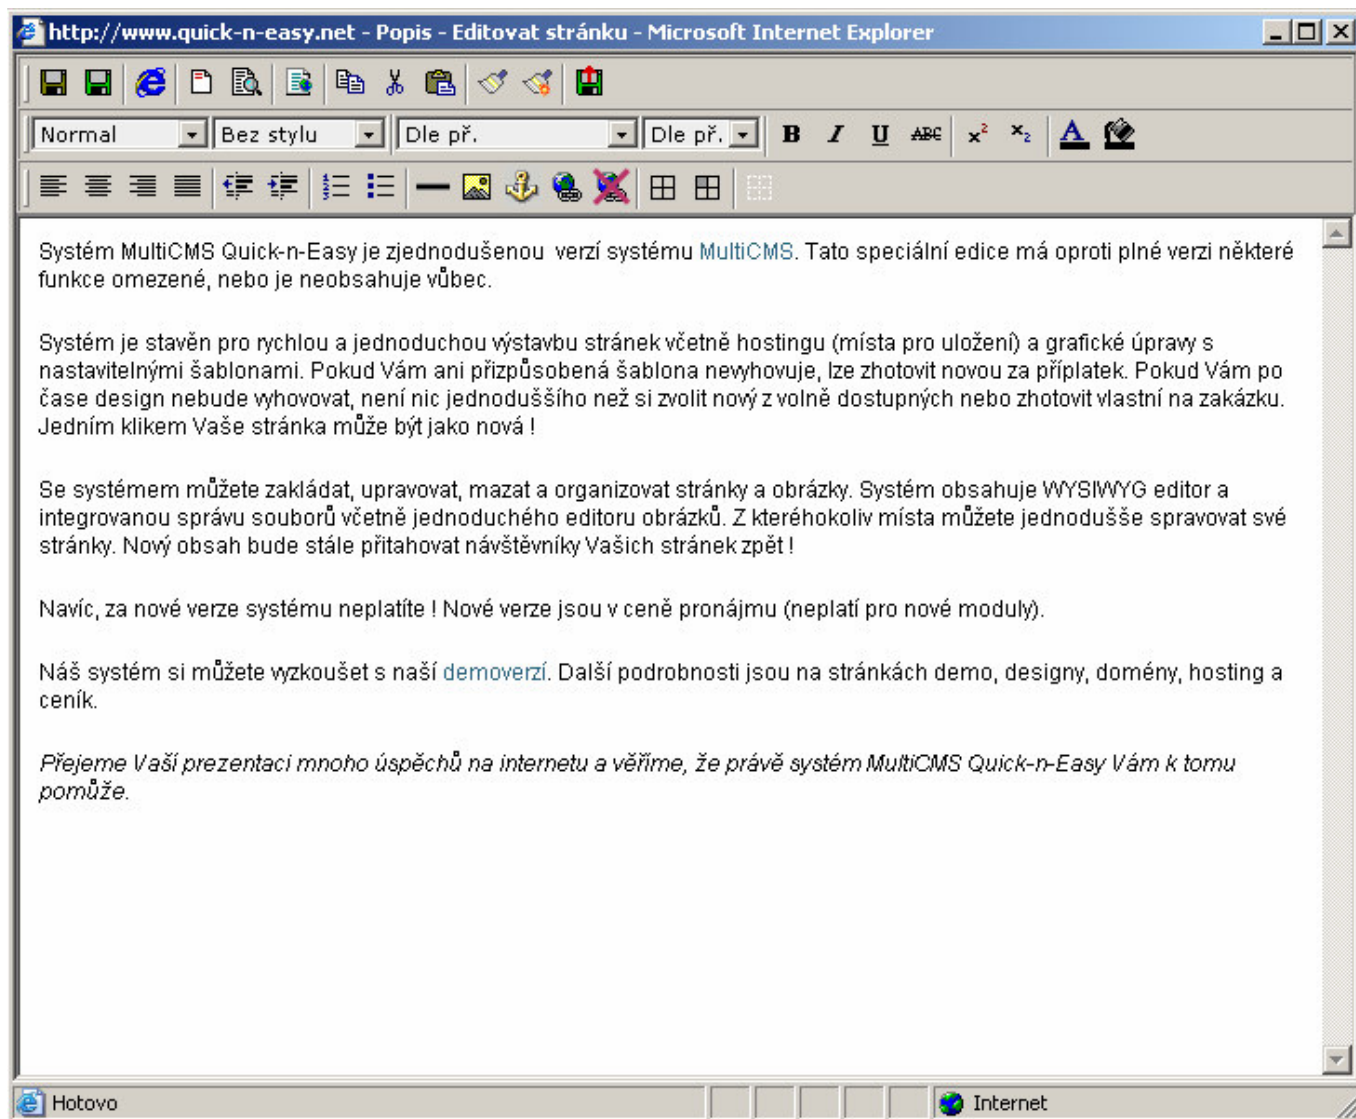 http://www.quick-n-easy.net - Popis - Editovat stránku - Microsoft Internet Explorer
Normal Bez stylu Dle př. Dle př. B I U ABC x² x₂ A
Systém MultiCMS Quick-n-Easy je zjednodušenou  verzí systému MultiCMS. Tato speciální edice má oproti plné verzi některé
funkce omezené, nebo je neobsahuje vůbec.
Systém je stavěn pro rychlou a jednoduchou výstavbu stránek včetně hostingu (místa pro uložení) a grafické úpravy s
nastavitelnými šablonami. Pokud Vám ani přizpůsobená šablona nevyhovuje, lze zhotovit novou za příplatek. Pokud Vám po
čase design nebude vyhovovat, není nic jednoduššího než si zvolit nový z volně dostupných nebo zhotovit vlastní na zakázku.
Jedním klikem Vaše stránka může být jako nová !
Se systémem můžete zakládat, upravovat, mazat a organizovat stránky a obrázky. Systém obsahuje WYSIWYG editor a
integrovanou správu souborů včetně jednoduchého editoru obrázků. Z kteréhokoliv místa můžete jednodušše spravovat své
stránky. Nový obsah bude stále přitahovat návštěvníky Vašich stránek zpět !
Navíc, za nové verze systému neplatíte ! Nové verze jsou v ceně pronájmu (neplatí pro nové moduly).
Náš systém si můžete vyzkoušet s naší demoverzí. Další podrobnosti jsou na stránkách demo, designy, domény, hosting a
ceník.
Přejeme Vaší prezentaci mnoho úspěchů na internetu a věříme, že právě systém MultiCMS Quick-n-Easy Vám k tomu
pomůže.
Hotovo Internet